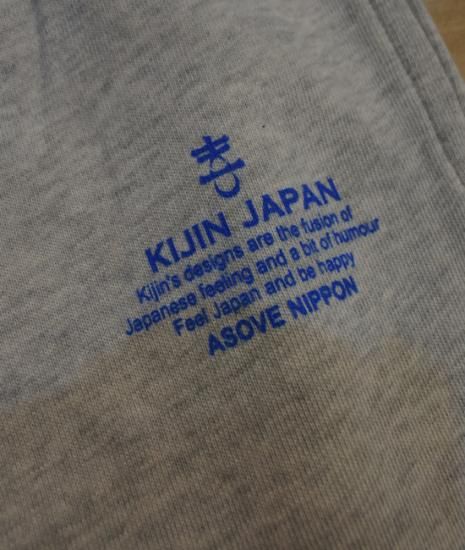 KIJIN JAPAN
Kijin's designs are the fusion of
Japanese feeling and a bit of humour
Feel Japan and be happy
ASOVE NIPPON